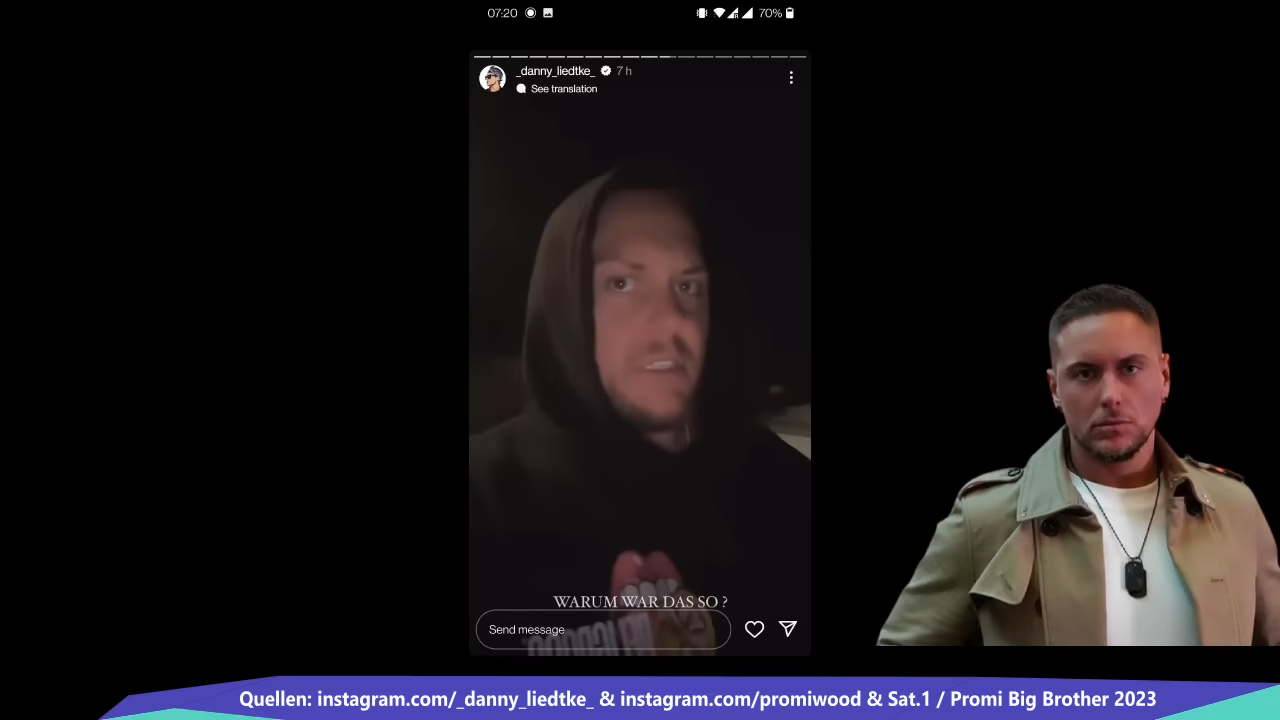 07:20
70%
_danny_liedtke_ 7 h
See translation
WARUM WAR DAS SO ?
Send message
Quellen: instagram.com/_danny_liedtke_ & instagram.com/promiwood & Sat.1 / Promi Big Brother 2023